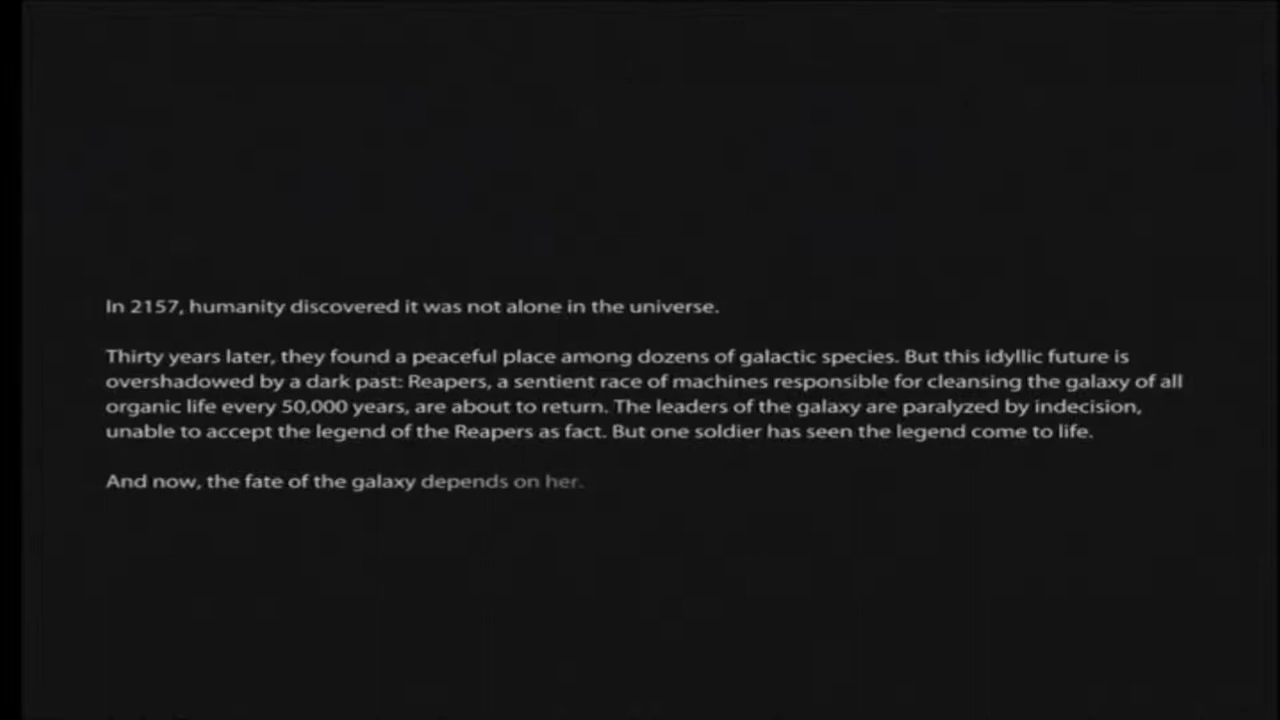 In 2157, humanity discovered it was not alone in the universe.
Thirty years later, they found a peaceful place among dozens of galactic species. But this idyllic future is
overshadowed by a dark past: Reapers, a sentient race of machines responsible for cleansing the galaxy of all
organic life every 50,000 years, are about to return. The leaders of the galaxy are paralyzed by indecision,
unable to accept the legend of the Reapers as fact. But one soldier has seen the legend come to life.
And now, the fate of the galaxy depends on her.